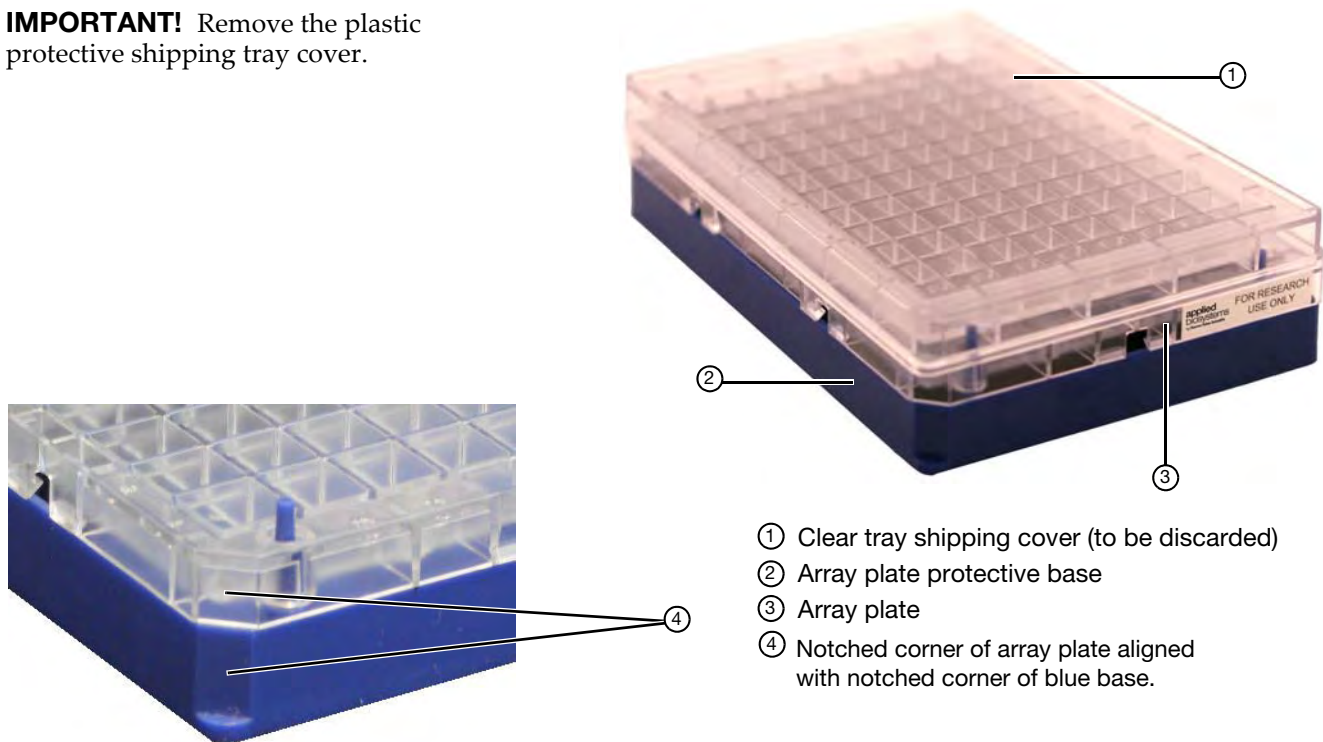 IMPORTANT! Remove the plastic
protective shipping tray cover.
1
applied
biosystems
FOR RESEARCH
USE ONLY
2
3
4
1 Clear tray shipping cover (to be discarded)
2 Array plate protective base
3 Array plate
4 Notched corner of array plate aligned
with notched corner of blue base.